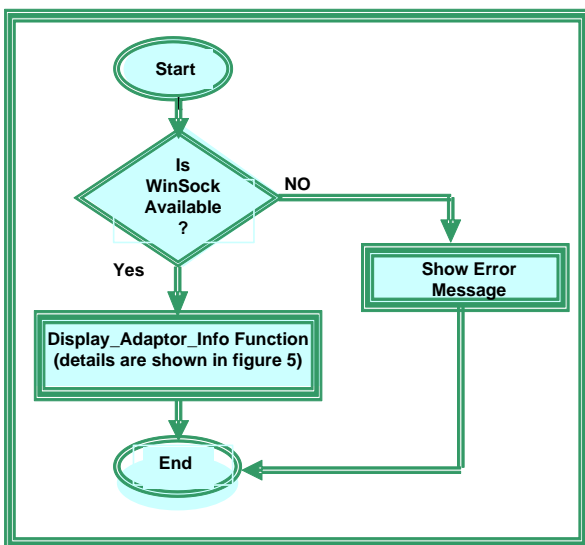 Start
Is
WinSock
Available
?
NO
Yes
Show Error
Message
Display_Adaptor_Info Function
(details are shown in figure 5)
End